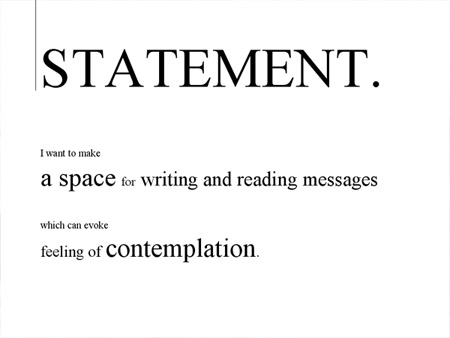 STATEMENT.
I want to make
a space for writing and reading messages
which can evoke
feeling of contemplation.